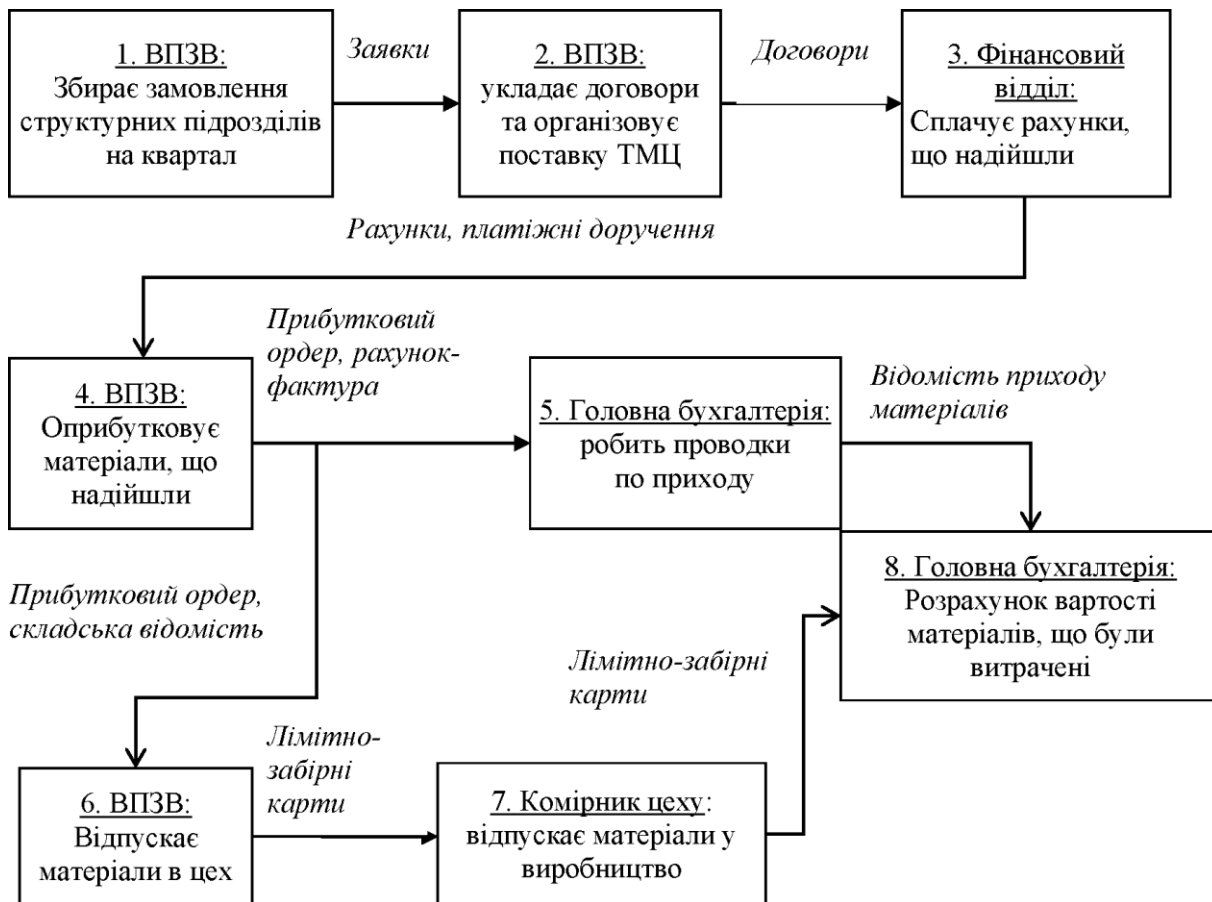 1. ВПЗВ:
Збирає замовлення
структурних підрозділів
на квартал
Заявки
2. ВПЗВ:
укладає договори
та організовує
поставку ТМЦ
Договори
3. Фінансовий
відділ:
Сплачує рахунки,
що надійшли
Рахунки, платіжні доручення
4. ВПЗВ:
Оприбутковує
матеріали, що
надійшли
Прибутковий
ордер, рахунок-
фактура
5. Головна бухгалтерія:
робить проводки
по приходу
Відомість приходу
матеріалів
8. Головна бухгалтерія:
Розрахунок вартості
матеріалів, що були
витрачені
Прибутковий ордер,
складська відомість
6. ВПЗВ:
Відпускає
матеріали в цех
Лімітно-
забірні
карти
7. Комірник цеху:
відпускає матеріали у
виробництво
Лімітно-забірні
карти